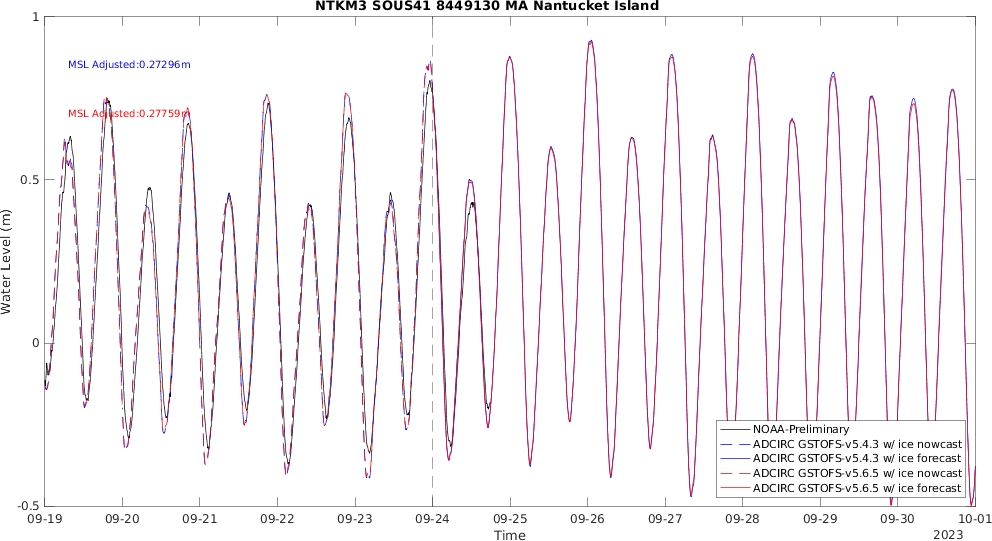 NTKM3 SOUS41 8449130 MA Nantucket Island
1
MSL Adjusted:0.27296m
MSL Adjusted:0.27759m
0.5
Water Level (m)
0
NOAA-Preliminary
ADCIRC GSTOFS-v5.4.3 w/ ice nowcast
ADCIRC GSTOFS-v5.4.3 w/ ice forecast
ADCIRC GSTOFS-v5.6.5 w/ ice nowcast
ADCIRC GSTOFS-v5.6.5 w/ ice forecast
-0.5
09-19 09-20 09-21 09-22 09-23 09-24 09-25 09-26 09-27 09-28 09-29 09-30 10-01
Time
2023